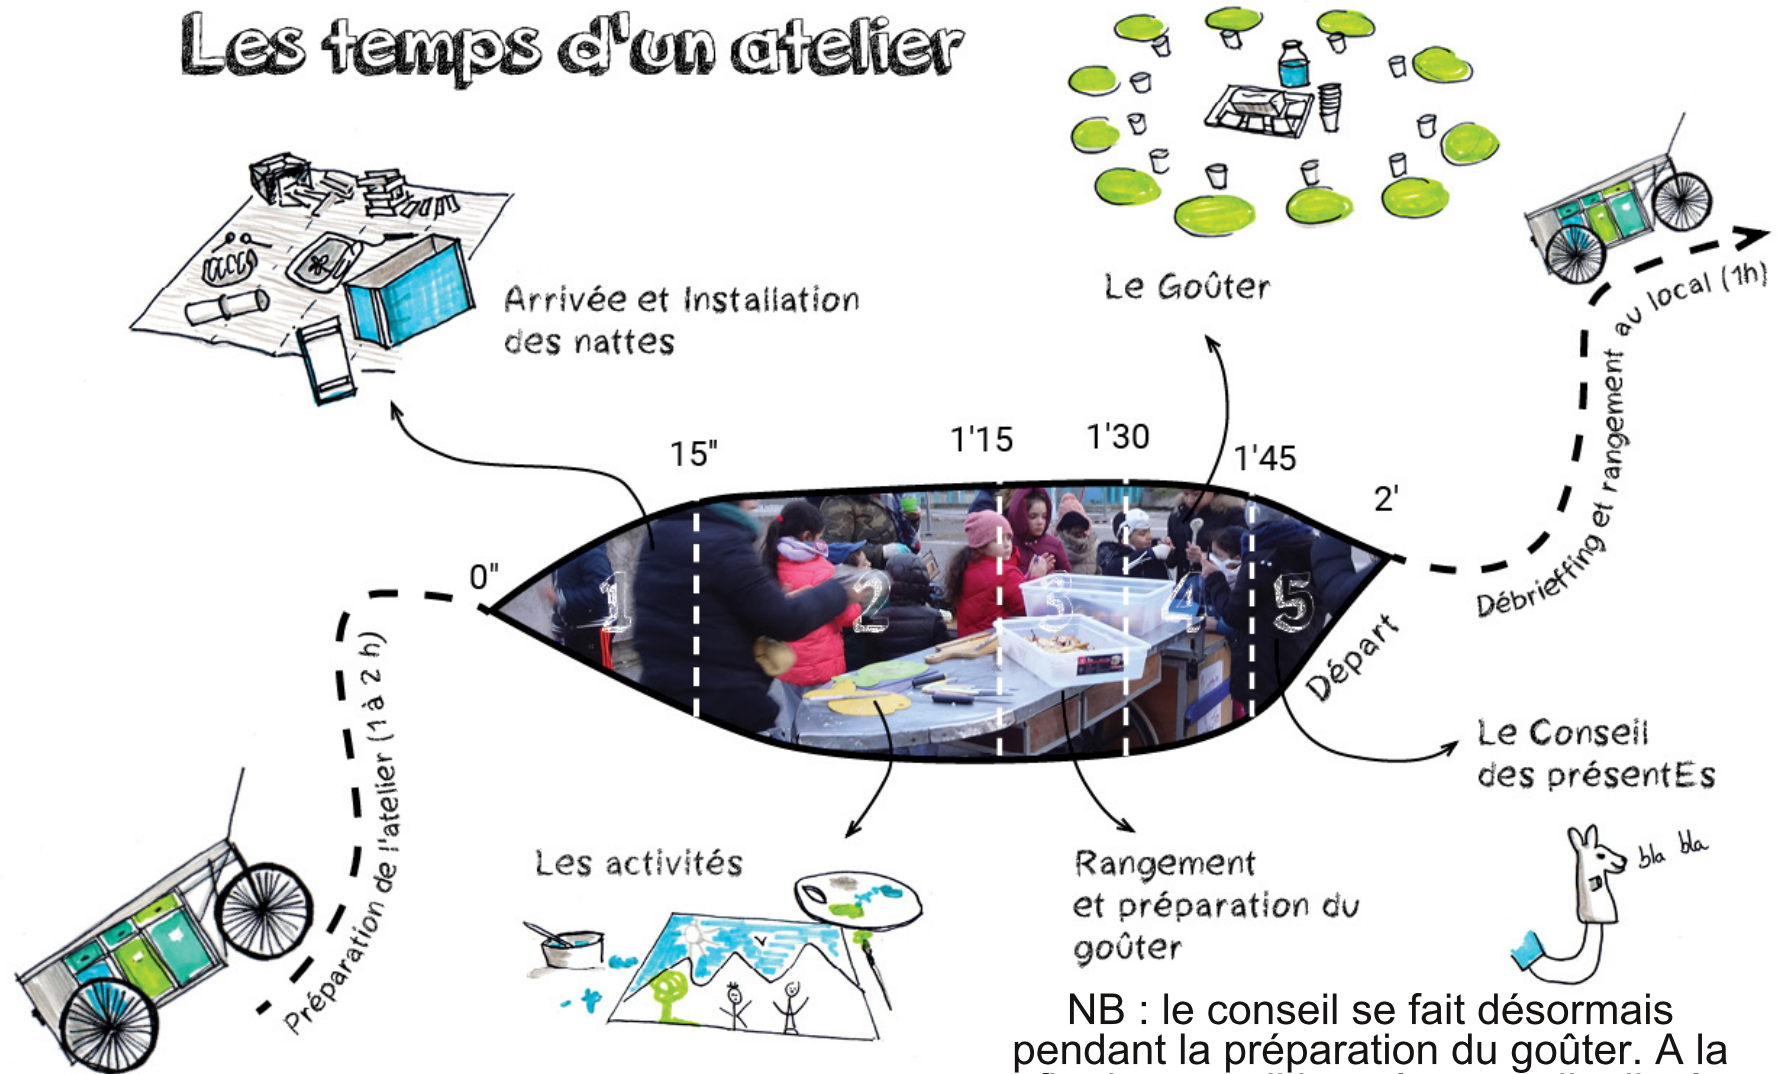 Les temps d'un atelier
Arrivée et Installation
des nattes
Le Goûter
0"
15"
1'15
1'30
1'45
2'
1
2
3
4
5
Départ
Préparation de l'atelier (1 à 2 h)
Débrieffing et rangement au local (1h)
Les activités
Rangement
et préparation du
goûter
Le Conseil
des présentEs
bla bla
NB : le conseil se fait désormais
pendant la préparation du goûter. A la